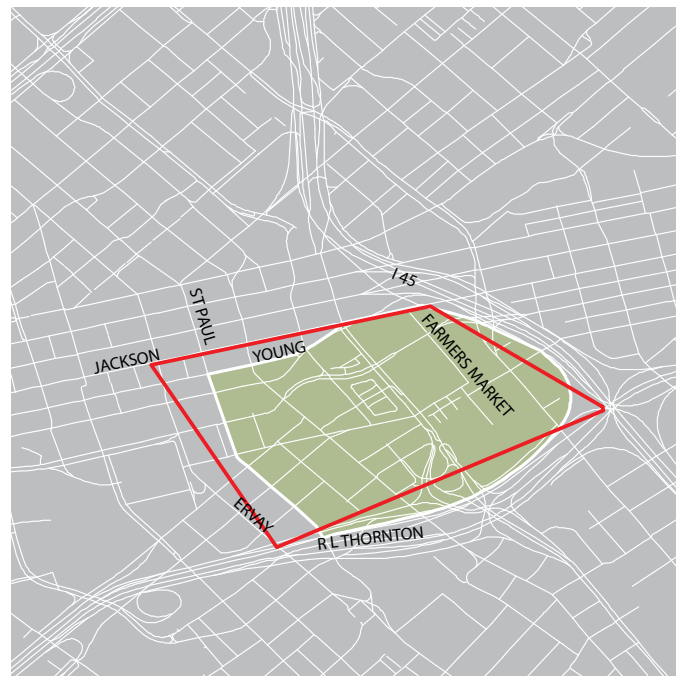 I 45
ST PAUL
FARMERS MARKET
YOUNG
JACKSON
ERVAY
R L THORNTON